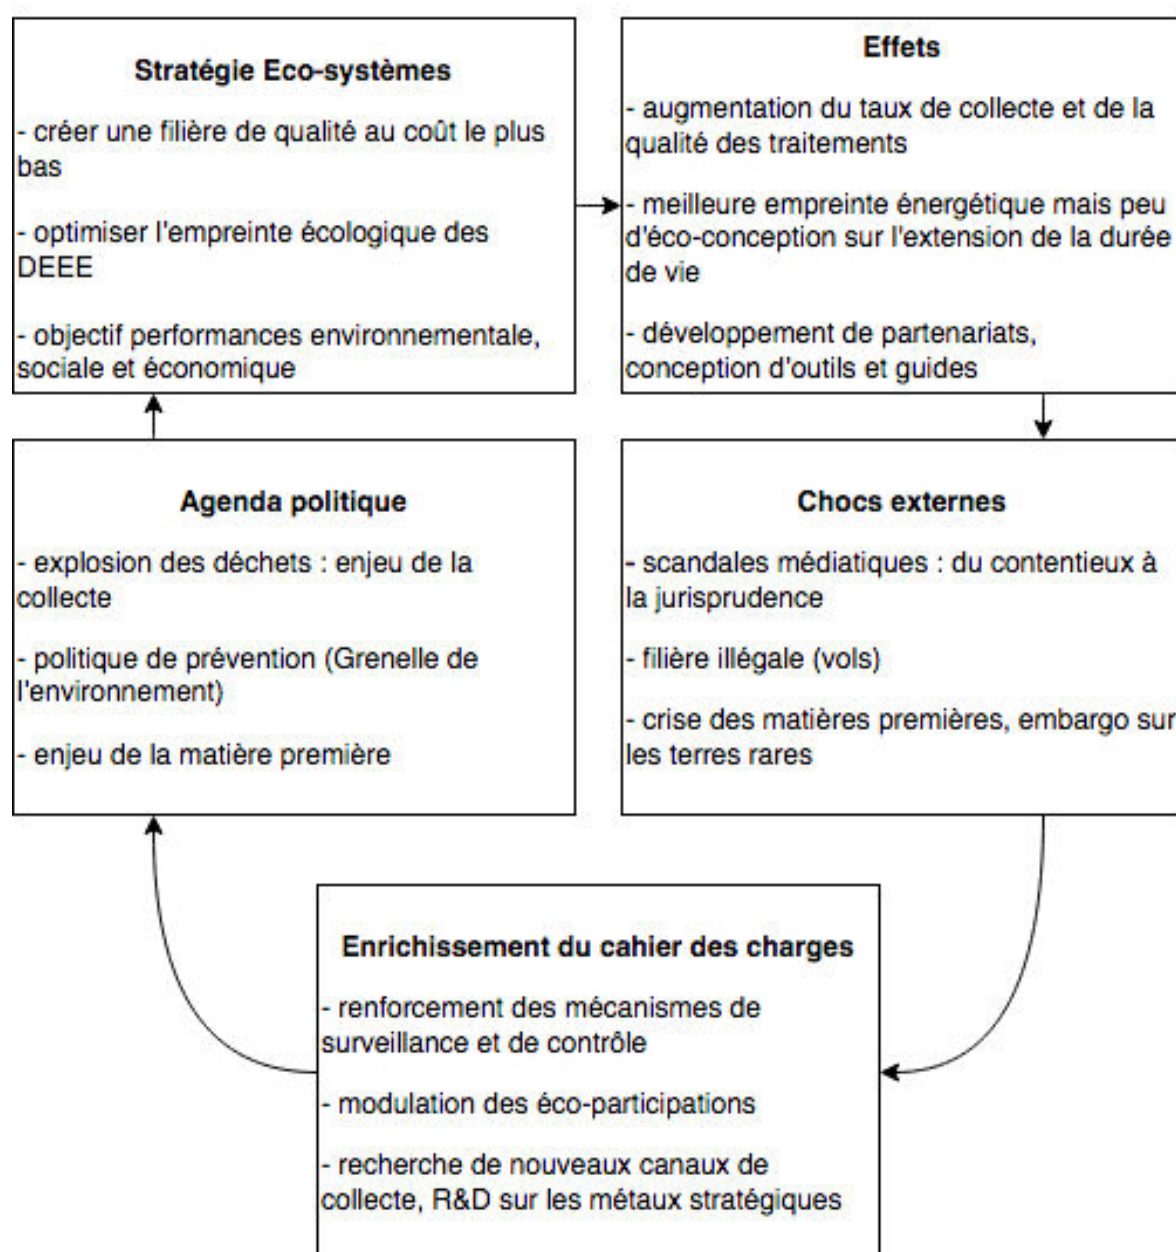 Stratégie Eco-systèmes
- créer une filière de qualité au coût le plus
bas
- optimiser l'empreinte écologique des
DEEE
- objectif performances environnementale,
sociale et économique
Effets
- augmentation du taux de collecte et de la
qualité des traitements
- meilleure empreinte énergétique mais peu
d'éco-conception sur l'extension de la durée
de vie
- développement de partenariats,
conception d'outils et guides
Agenda politique
- explosion des déchets : enjeu de la
collecte
- politique de prévention (Grenelle de
l'environnement)
- enjeu de la matière première
Chocs externes
- scandales médiatiques : du contentieux à
la jurisprudence
- filière illégale (vols)
- crise des matières premières, embargo sur
les terres rares
Enrichissement du cahier des charges
- renforcement des mécanismes de
surveillance et de contrôle
- modulation des éco-participations
- recherche de nouveaux canaux de
collecte, R&D sur les métaux stratégiques